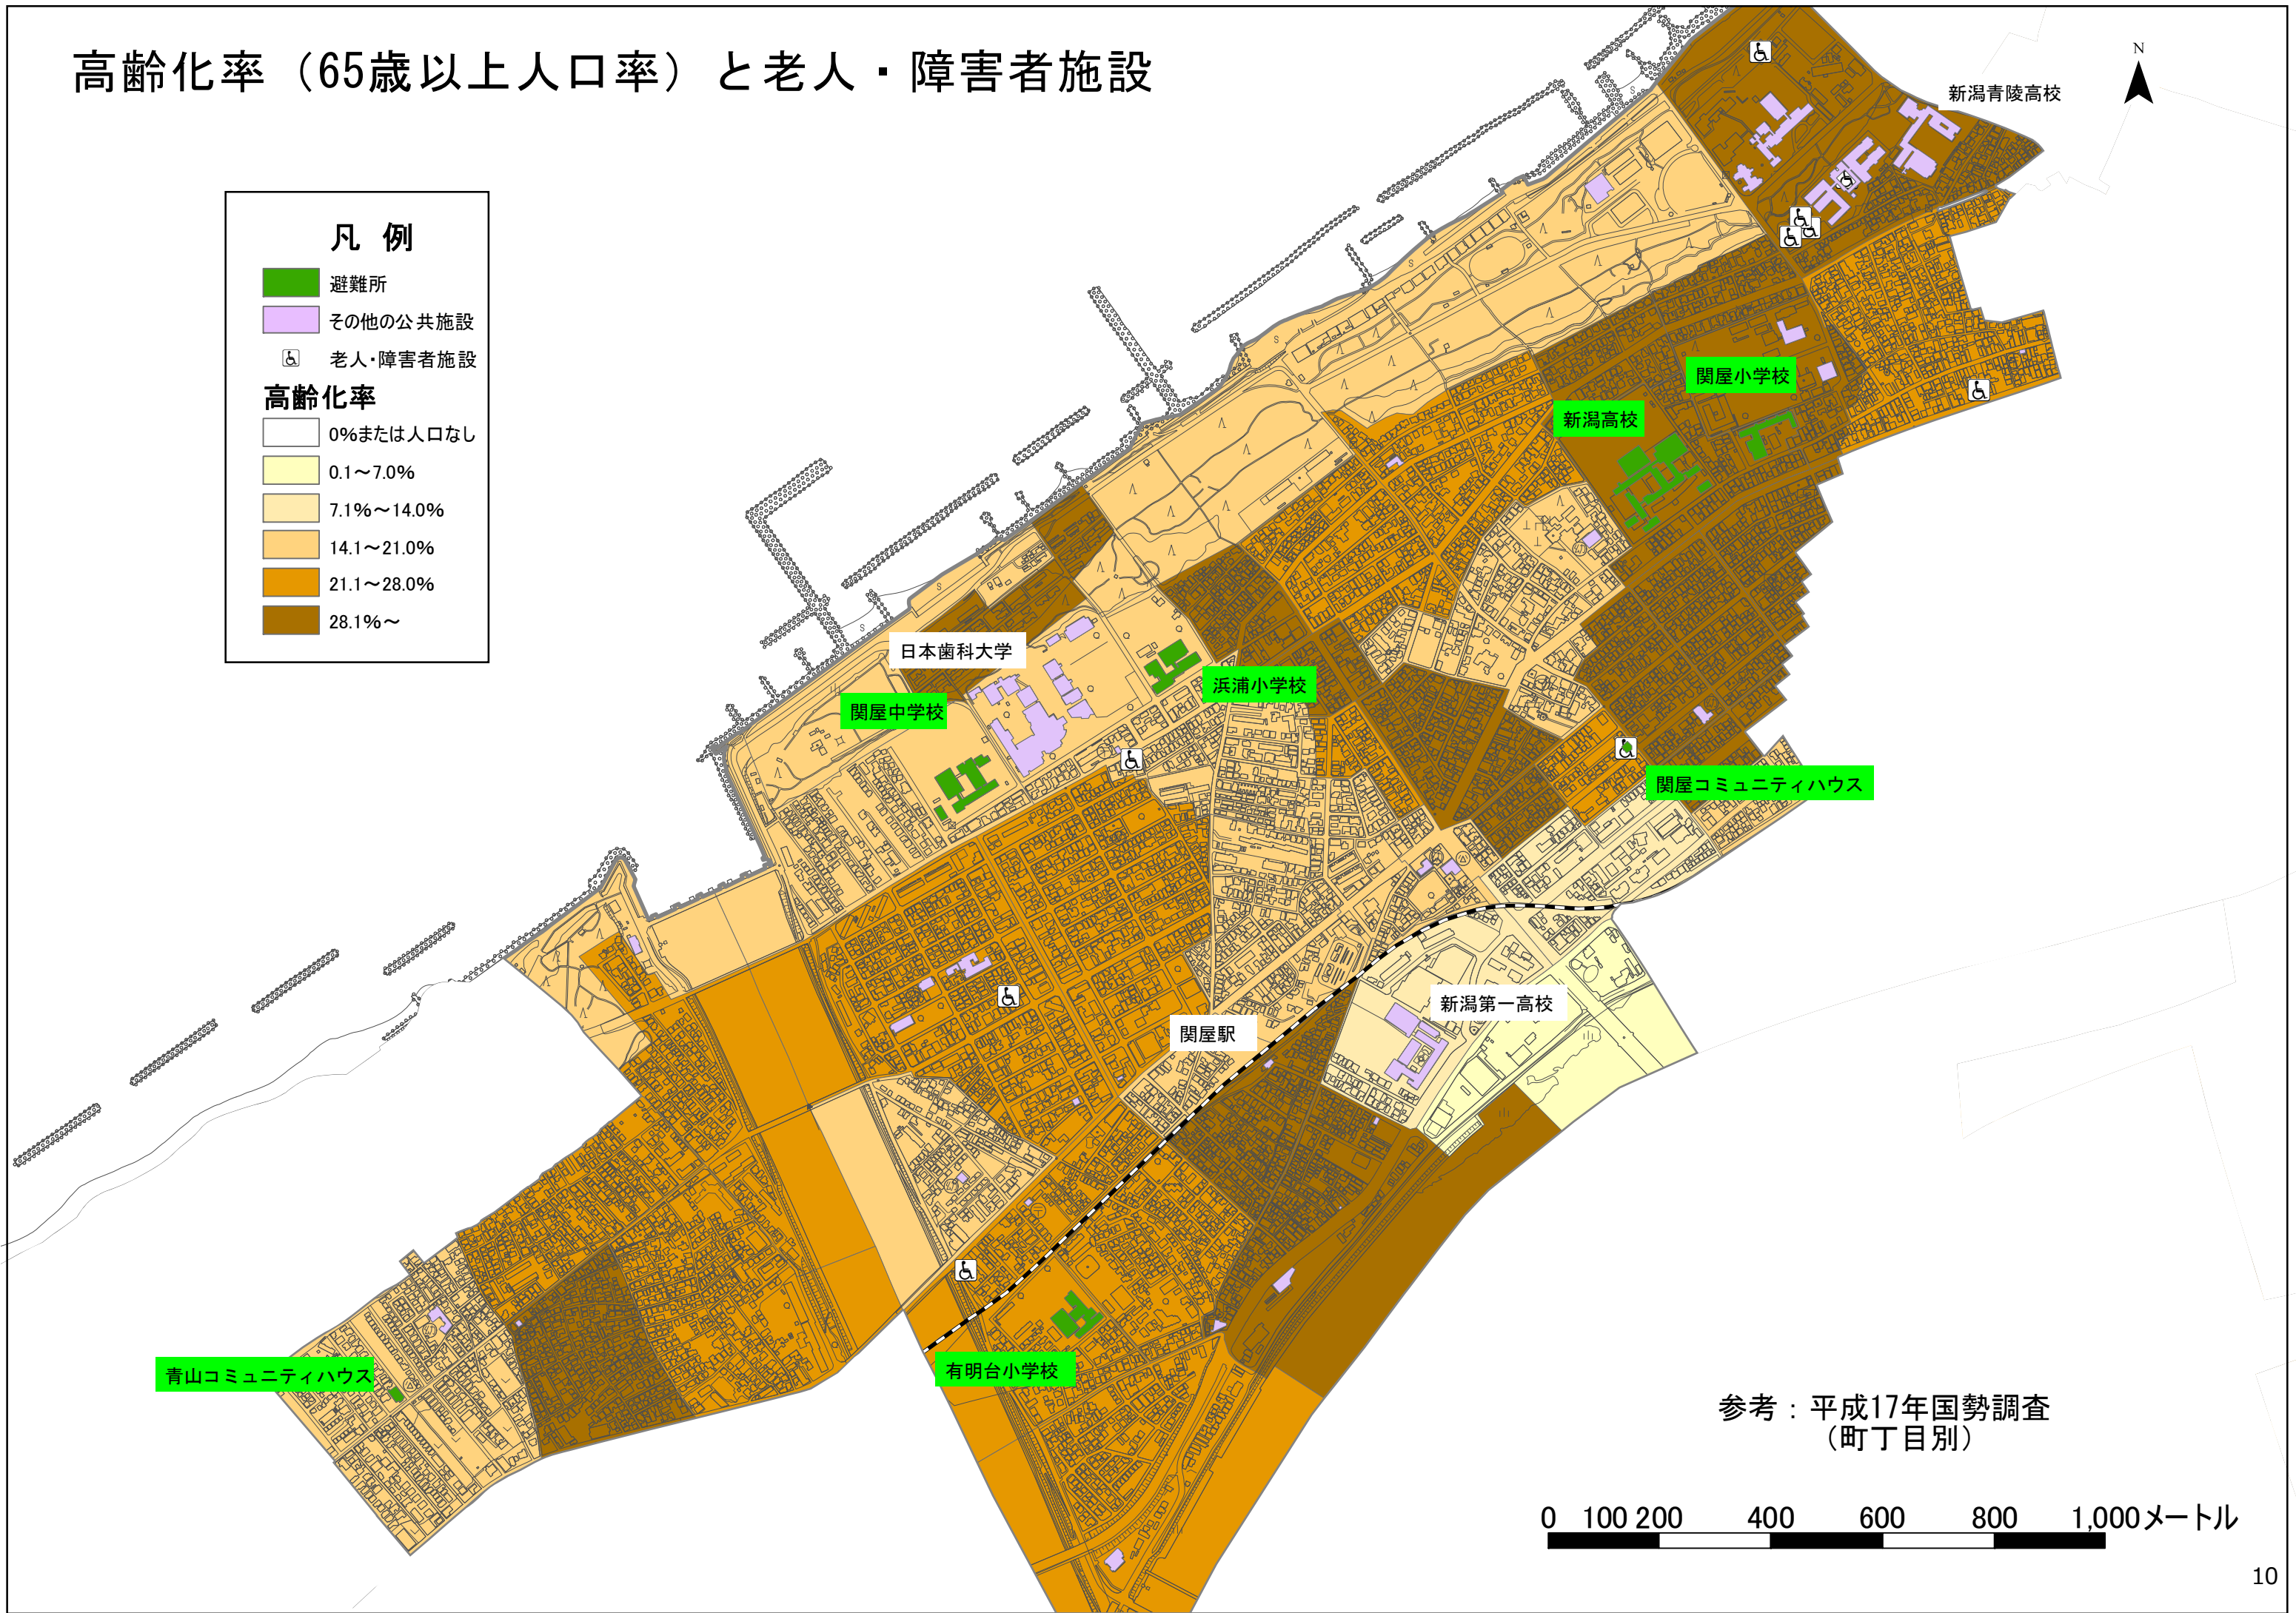 高齢化率（65歳以上人口率）と老人・障害者施設
N
新潟青陵高校
凡 例
避難所
その他の公共施設
老人・障害者施設
高齢化率
0%または人口なし
0.1～7.0%
7.1%～14.0%
14.1～21.0%
21.1～28.0%
28.1%～
関屋小学校
新潟高校
日本歯科大学
浜浦小学校
関屋中学校
関屋コミュニティハウス
新潟第一高校
関屋駅
有明台小学校
青山コミュニティハウス
参考：平成17年国勢調査
（町丁目別）
0 100 200 400 600 800 1,000メートル
10